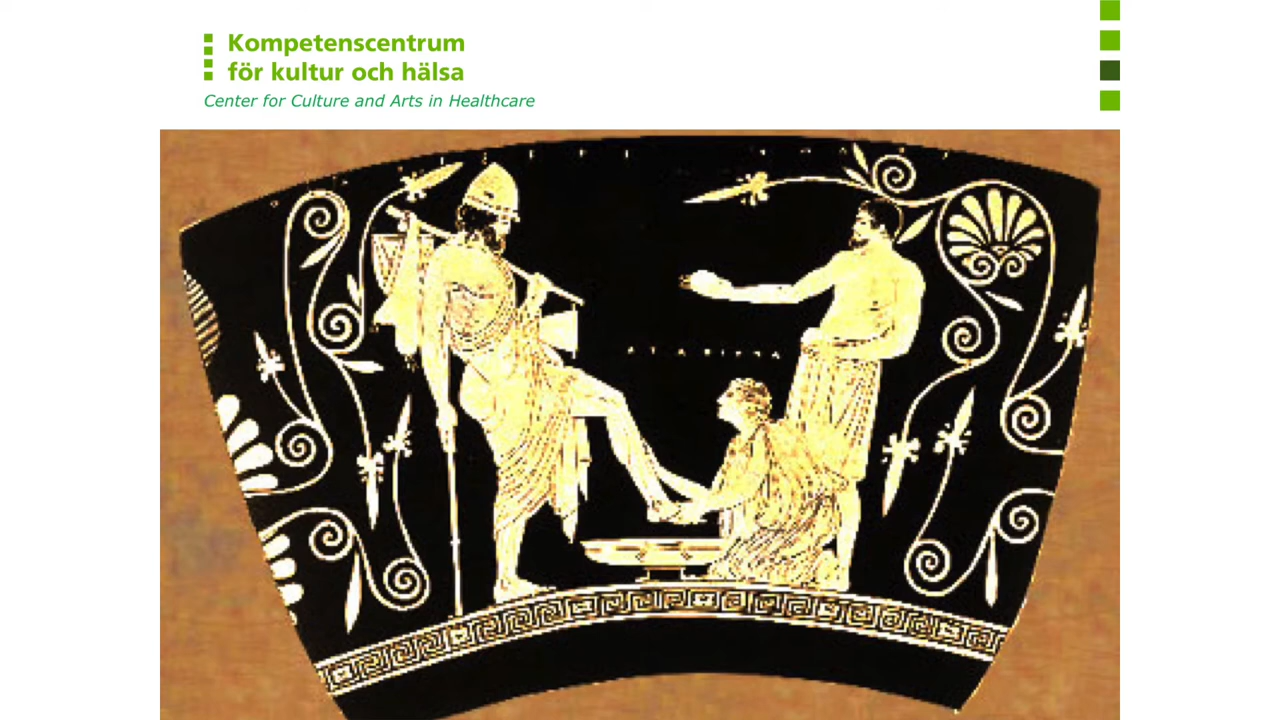 Kompetenscentrum
för kultur och hälsa
Center for Culture and Arts in Healthcare